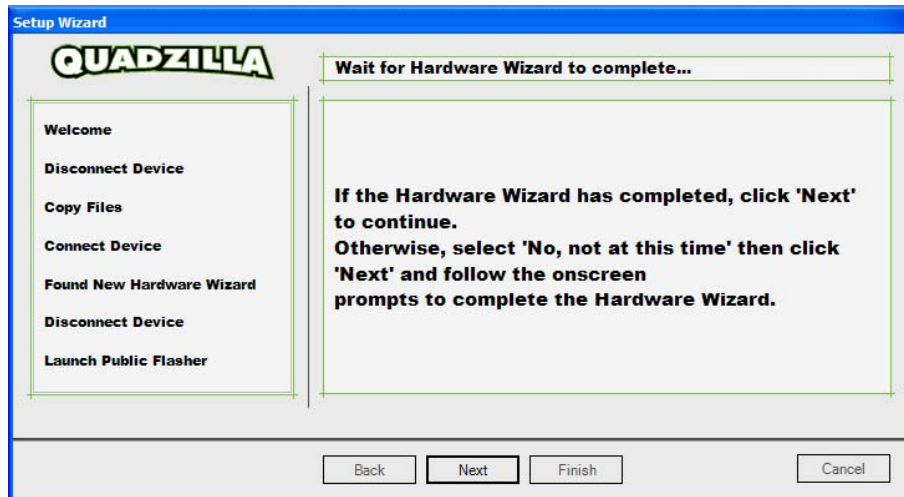 Setup Wizard
QUADZILLA
Wait for Hardware Wizard to complete...
Welcome
Disconnect Device
Copy Files
Connect Device
Found New Hardware Wizard
Disconnect Device
Launch Public Flasher
If the Hardware Wizard has completed, click 'Next'
to continue.
Otherwise, select 'No, not at this time' then click
'Next' and follow the onscreen
prompts to complete the Hardware Wizard.
Back
Next
Finish
Cancel